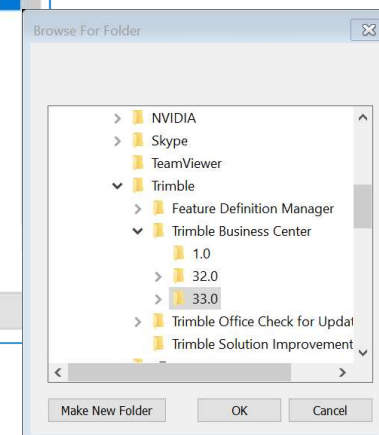 Browse For Folder
NVIDIA
Skype
TeamViewer
Trimble
Feature Definition Manager
Trimble Business Center
1.0
32.0
33.0
Trimble Office Check for Updat
Trimble Solution Improvement
Make New Folder
OK
Cancel